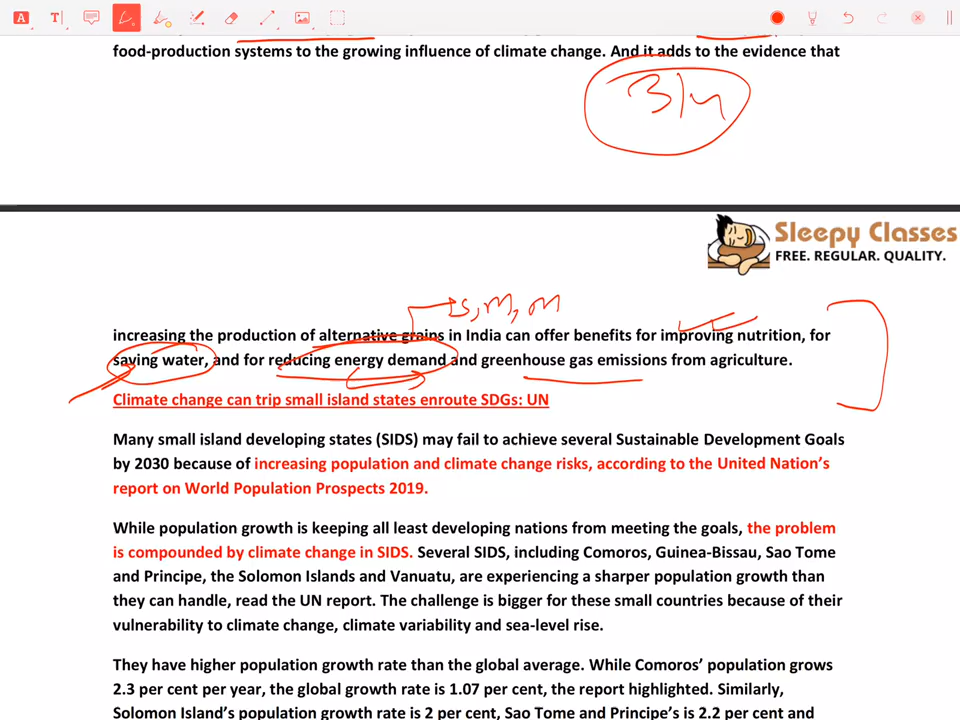 A T
food-production systems to the growing influence of climate change. And it adds to the evidence that
3/4
Sleepy Classes
FREE. REGULAR. QUALITY.
S, M, M
increasing the production of alternative grains in India can offer benefits for improving nutrition, for
saving water, and for reducing energy demand and greenhouse gas emissions from agriculture.
Climate change can trip small island states enroute SDGs: UN
Many small island developing states (SIDS) may fail to achieve several Sustainable Development Goals
by 2030 because of increasing population and climate change risks, according to the United Nation's
report on World Population Prospects 2019.
While population growth is keeping all least developing nations from meeting the goals, the problem
is compounded by climate change in SIDS. Several SIDS, including Comoros, Guinea-Bissau, Sao Tome
and Principe, the Solomon Islands and Vanuatu, are experiencing a sharper population growth than
they can handle, read the UN report. The challenge is bigger for these small countries because of their
vulnerability to climate change, climate variability and sea-level rise.
They have higher population growth rate than the global average. While Comoros' population grows
2.3 per cent per year, the global growth rate is 1.07 per cent, the report highlighted. Similarly,
Solomon Island's population growth rate is 2 per cent, Sao Tome and Principe's is 2.2 per cent and